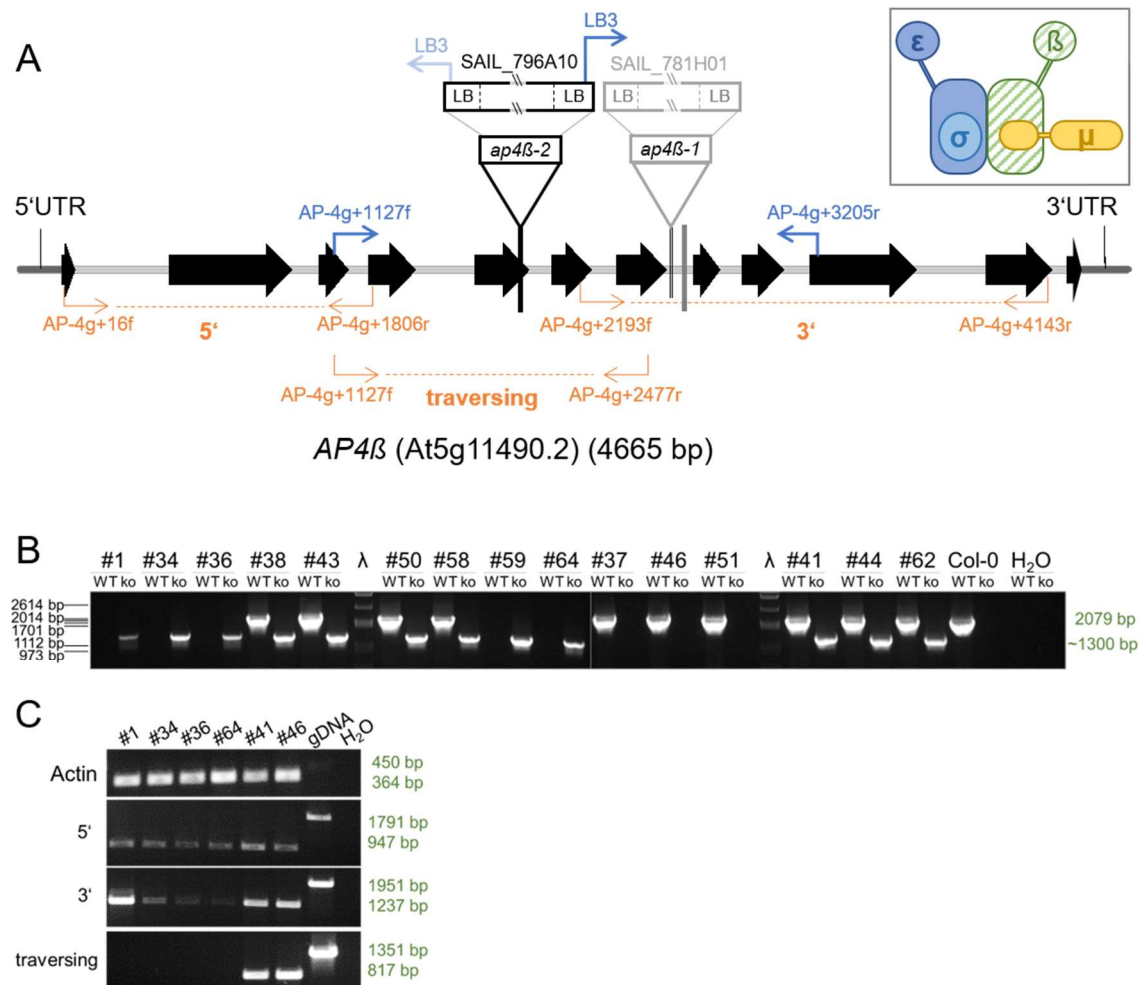 A
LB3
LB3
SAIL_796A10
SAIL_781H01
LB
LB
LB
LB
ap4ß-2
ap4ß-1
ε
ß
σ
μ
5‘UTR
AP-4g+1127f
AP-4g+3205r
3‘UTR
AP-4g+16f
5‘
AP-4g+1806r
AP-4g+2193f
3‘
AP-4g+4143r
AP-4g+1127f
traversing
AP-4g+2477r
AP4ß (At5g11490.2) (4665 bp)
B
#1 #34 #36 #38 #43 λ #50 #58 #59 #64 #37 #46 #51 λ #41 #44 #62 Col-0 H₂O
WT ko WT ko WT ko WT ko WT ko WT ko WT ko WT ko WT ko WT ko WT ko WT ko WT ko WT ko WT ko WT ko WT ko
2614 bp
2014 bp
1701 bp
1112 bp
973 bp
2079 bp
~1300 bp
C
#1 #34 #36 #64 #41 #46 gDNA H₂O
Actin
450 bp
364 bp
5‘
1791 bp
947 bp
3‘
1951 bp
1237 bp
traversing
1351 bp
817 bp